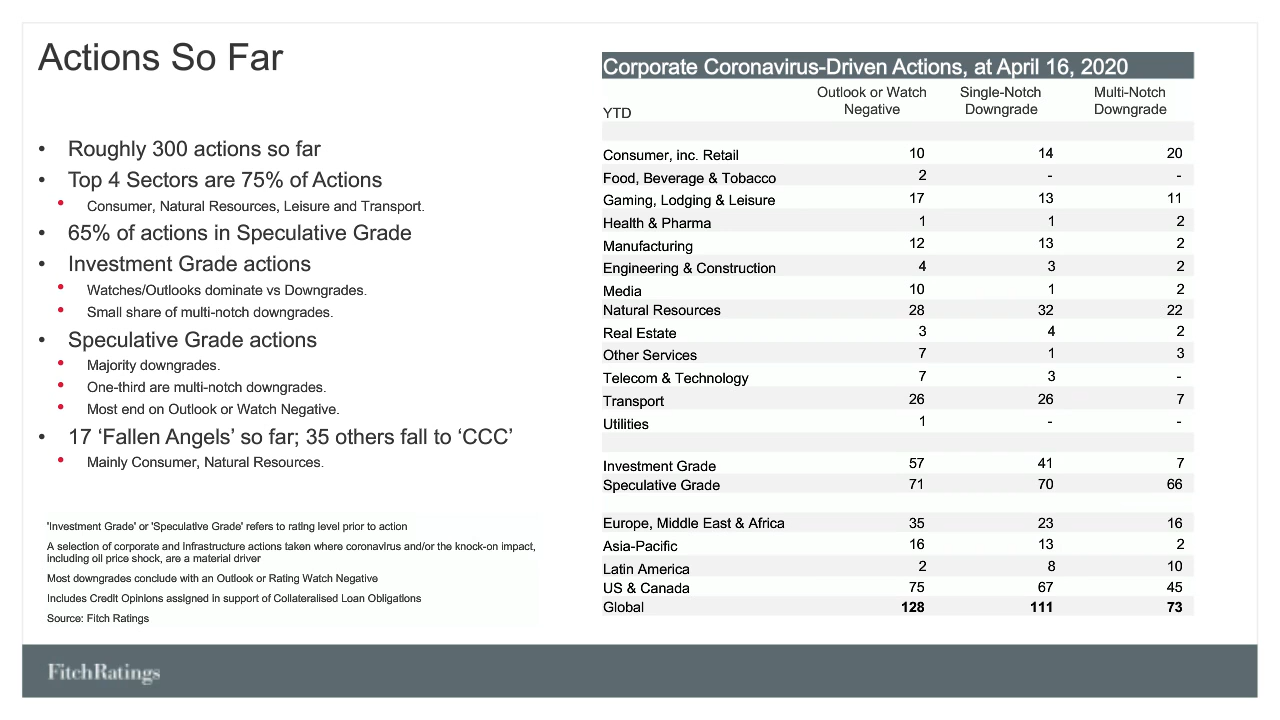 Actions So Far
• Roughly 300 actions so far
• Top 4 Sectors are 75% of Actions
• Consumer, Natural Resources, Leisure and Transport.
• 65% of actions in Speculative Grade
• Investment Grade actions
• Watches/Outlooks dominate vs Downgrades.
• Small share of multi-notch downgrades.
• Speculative Grade actions
• Majority downgrades.
• One-third are multi-notch downgrades.
• Most end on Outlook or Watch Negative.
• 17 ‘Fallen Angels’ so far; 35 others fall to ‘CCC’
• Mainly Consumer, Natural Resources.
'Investment Grade' or 'Speculative Grade' refers to rating level prior to action
A selection of corporate and infrastructure actions taken where coronavirus and/or the knock-on impact,
including oil price shock, are a material driver
Most downgrades conclude with an Outlook or Rating Watch Negative
Includes Credit Opinions assigned in support of Collateralised Loan Obligations
Source: Fitch Ratings
Corporate Coronavirus-Driven Actions, at April 16, 2020
YTD Outlook or Watch Negative Single-Notch Downgrade Multi-Notch Downgrade
Consumer, inc. Retail 10 14 20
Food, Beverage & Tobacco 2 - -
Gaming, Lodging & Leisure 17 13 11
Health & Pharma 1 1 2
Manufacturing 12 13 2
Engineering & Construction 4 3 2
Media 10 1 2
Natural Resources 28 32 22
Real Estate 3 4 2
Other Services 7 1 3
Telecom & Technology 7 3 -
Transport 26 26 7
Utilities 1 - -
Investment Grade 57 41 7
Speculative Grade 71 70 66
Europe, Middle East & Africa 35 23 16
Asia-Pacific 16 13 2
Latin America 2 8 10
US & Canada 75 67 45
Global 128 111 73
FitchRatings